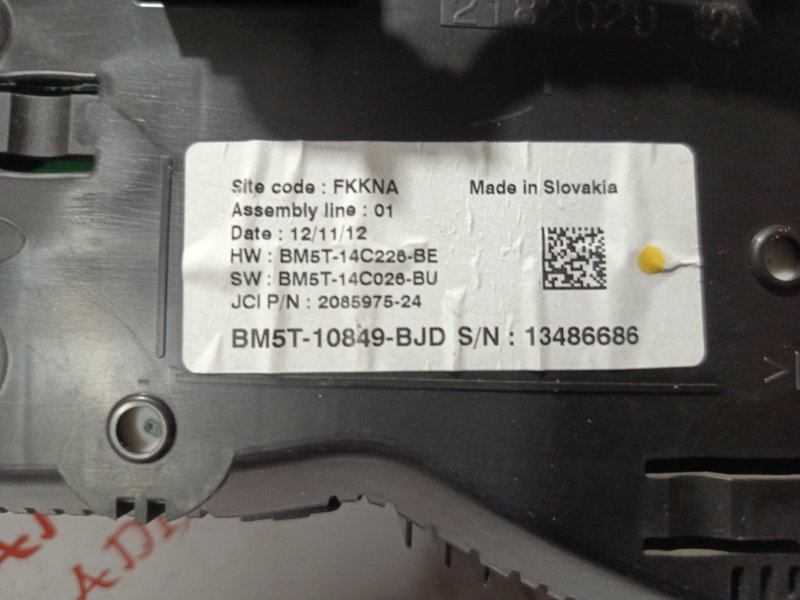 2182029
Site code : FKKNA
Made in Slovakia
Assembly line : 01
Date : 12/11/12
HW : BM5T-14C226-BE
SW : BM5T-14C026-BU
JCI P/N : 2085975-24
BM5T-10849-BJD S/N : 13486686